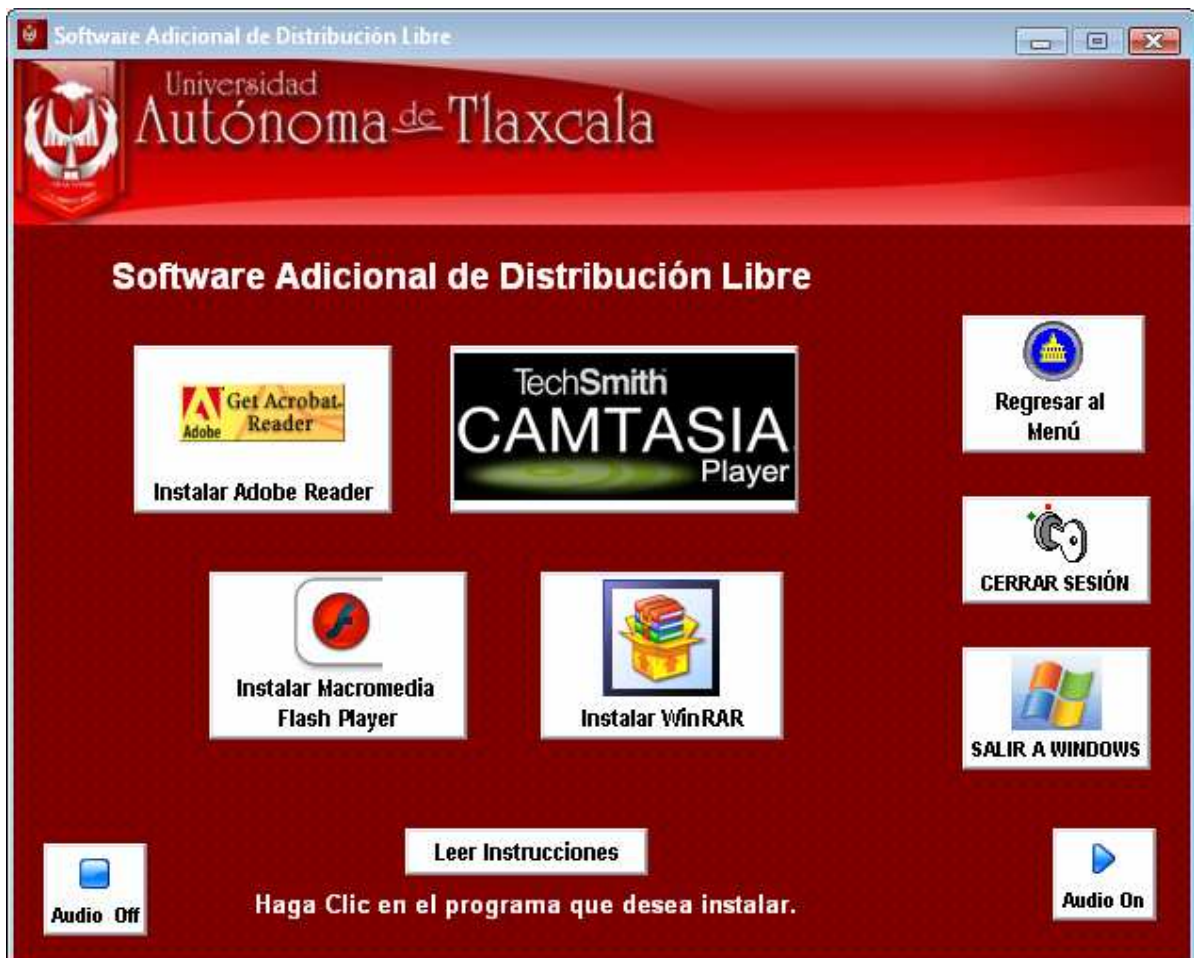 Software Adicional de Distribución Libre
Universidad
Autónoma de Tlaxcala
Software Adicional de Distribución Libre
Get Acrobat
Reader
Adobe
Instalar Adobe Reader
TechSmith
CAMTASIA
Player
Regresar al
Menú
CERRAR SESIÓN
Instalar Macromedia
Flash Player
Instalar WinRAR
SALIR A WINDOWS
Leer Instrucciones
Audio Off
Haga Clic en el programa que desea instalar.
Audio On